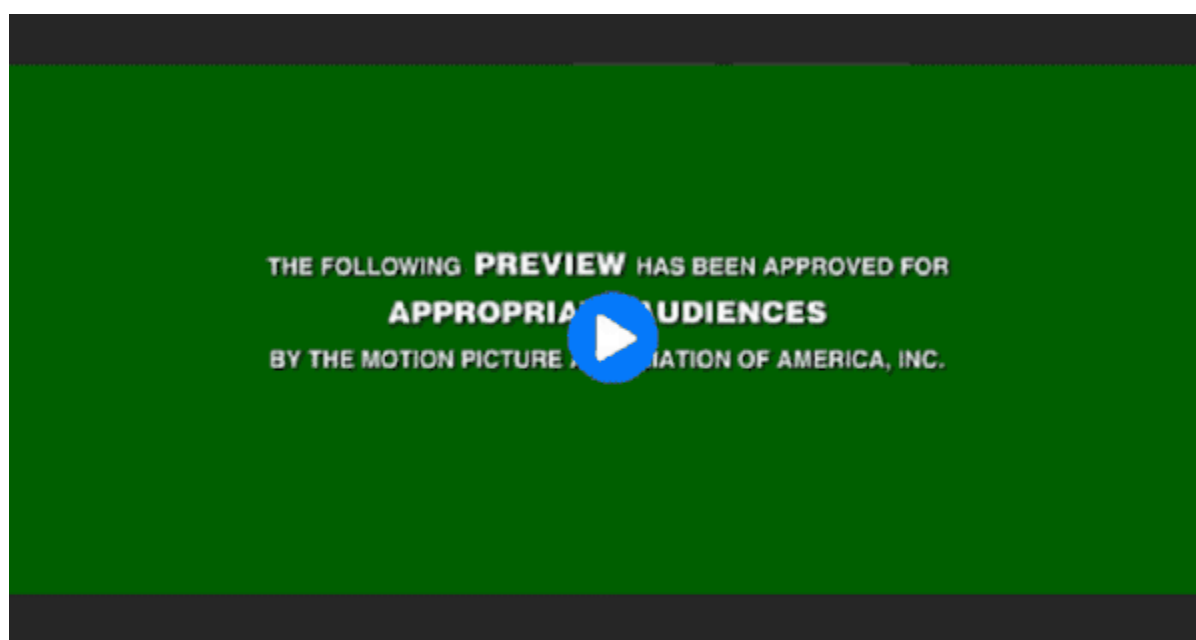 THE FOLLOWING PREVIEW HAS BEEN APPROVED FOR
BY THE MOTION PICTURE OF AMERICA, INC.